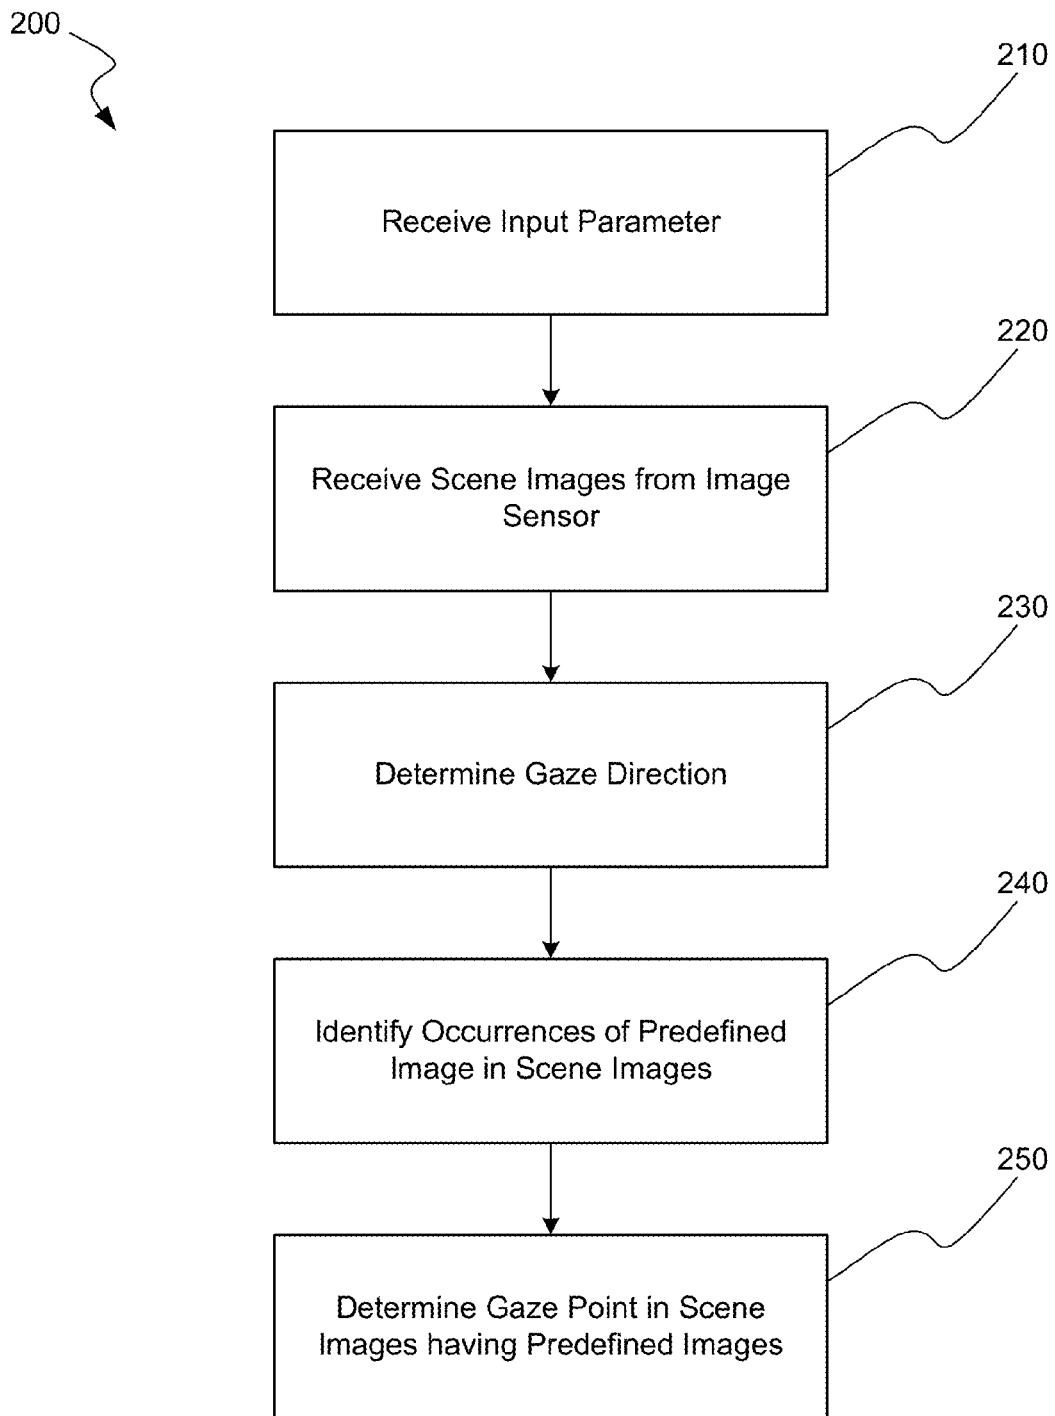 200
210
Receive Input Parameter
220
Receive Scene Images from Image
Sensor
230
Determine Gaze Direction
240
Identify Occurrences of Predefined
Image in Scene Images
250
Determine Gaze Point in Scene
Images having Predefined Images